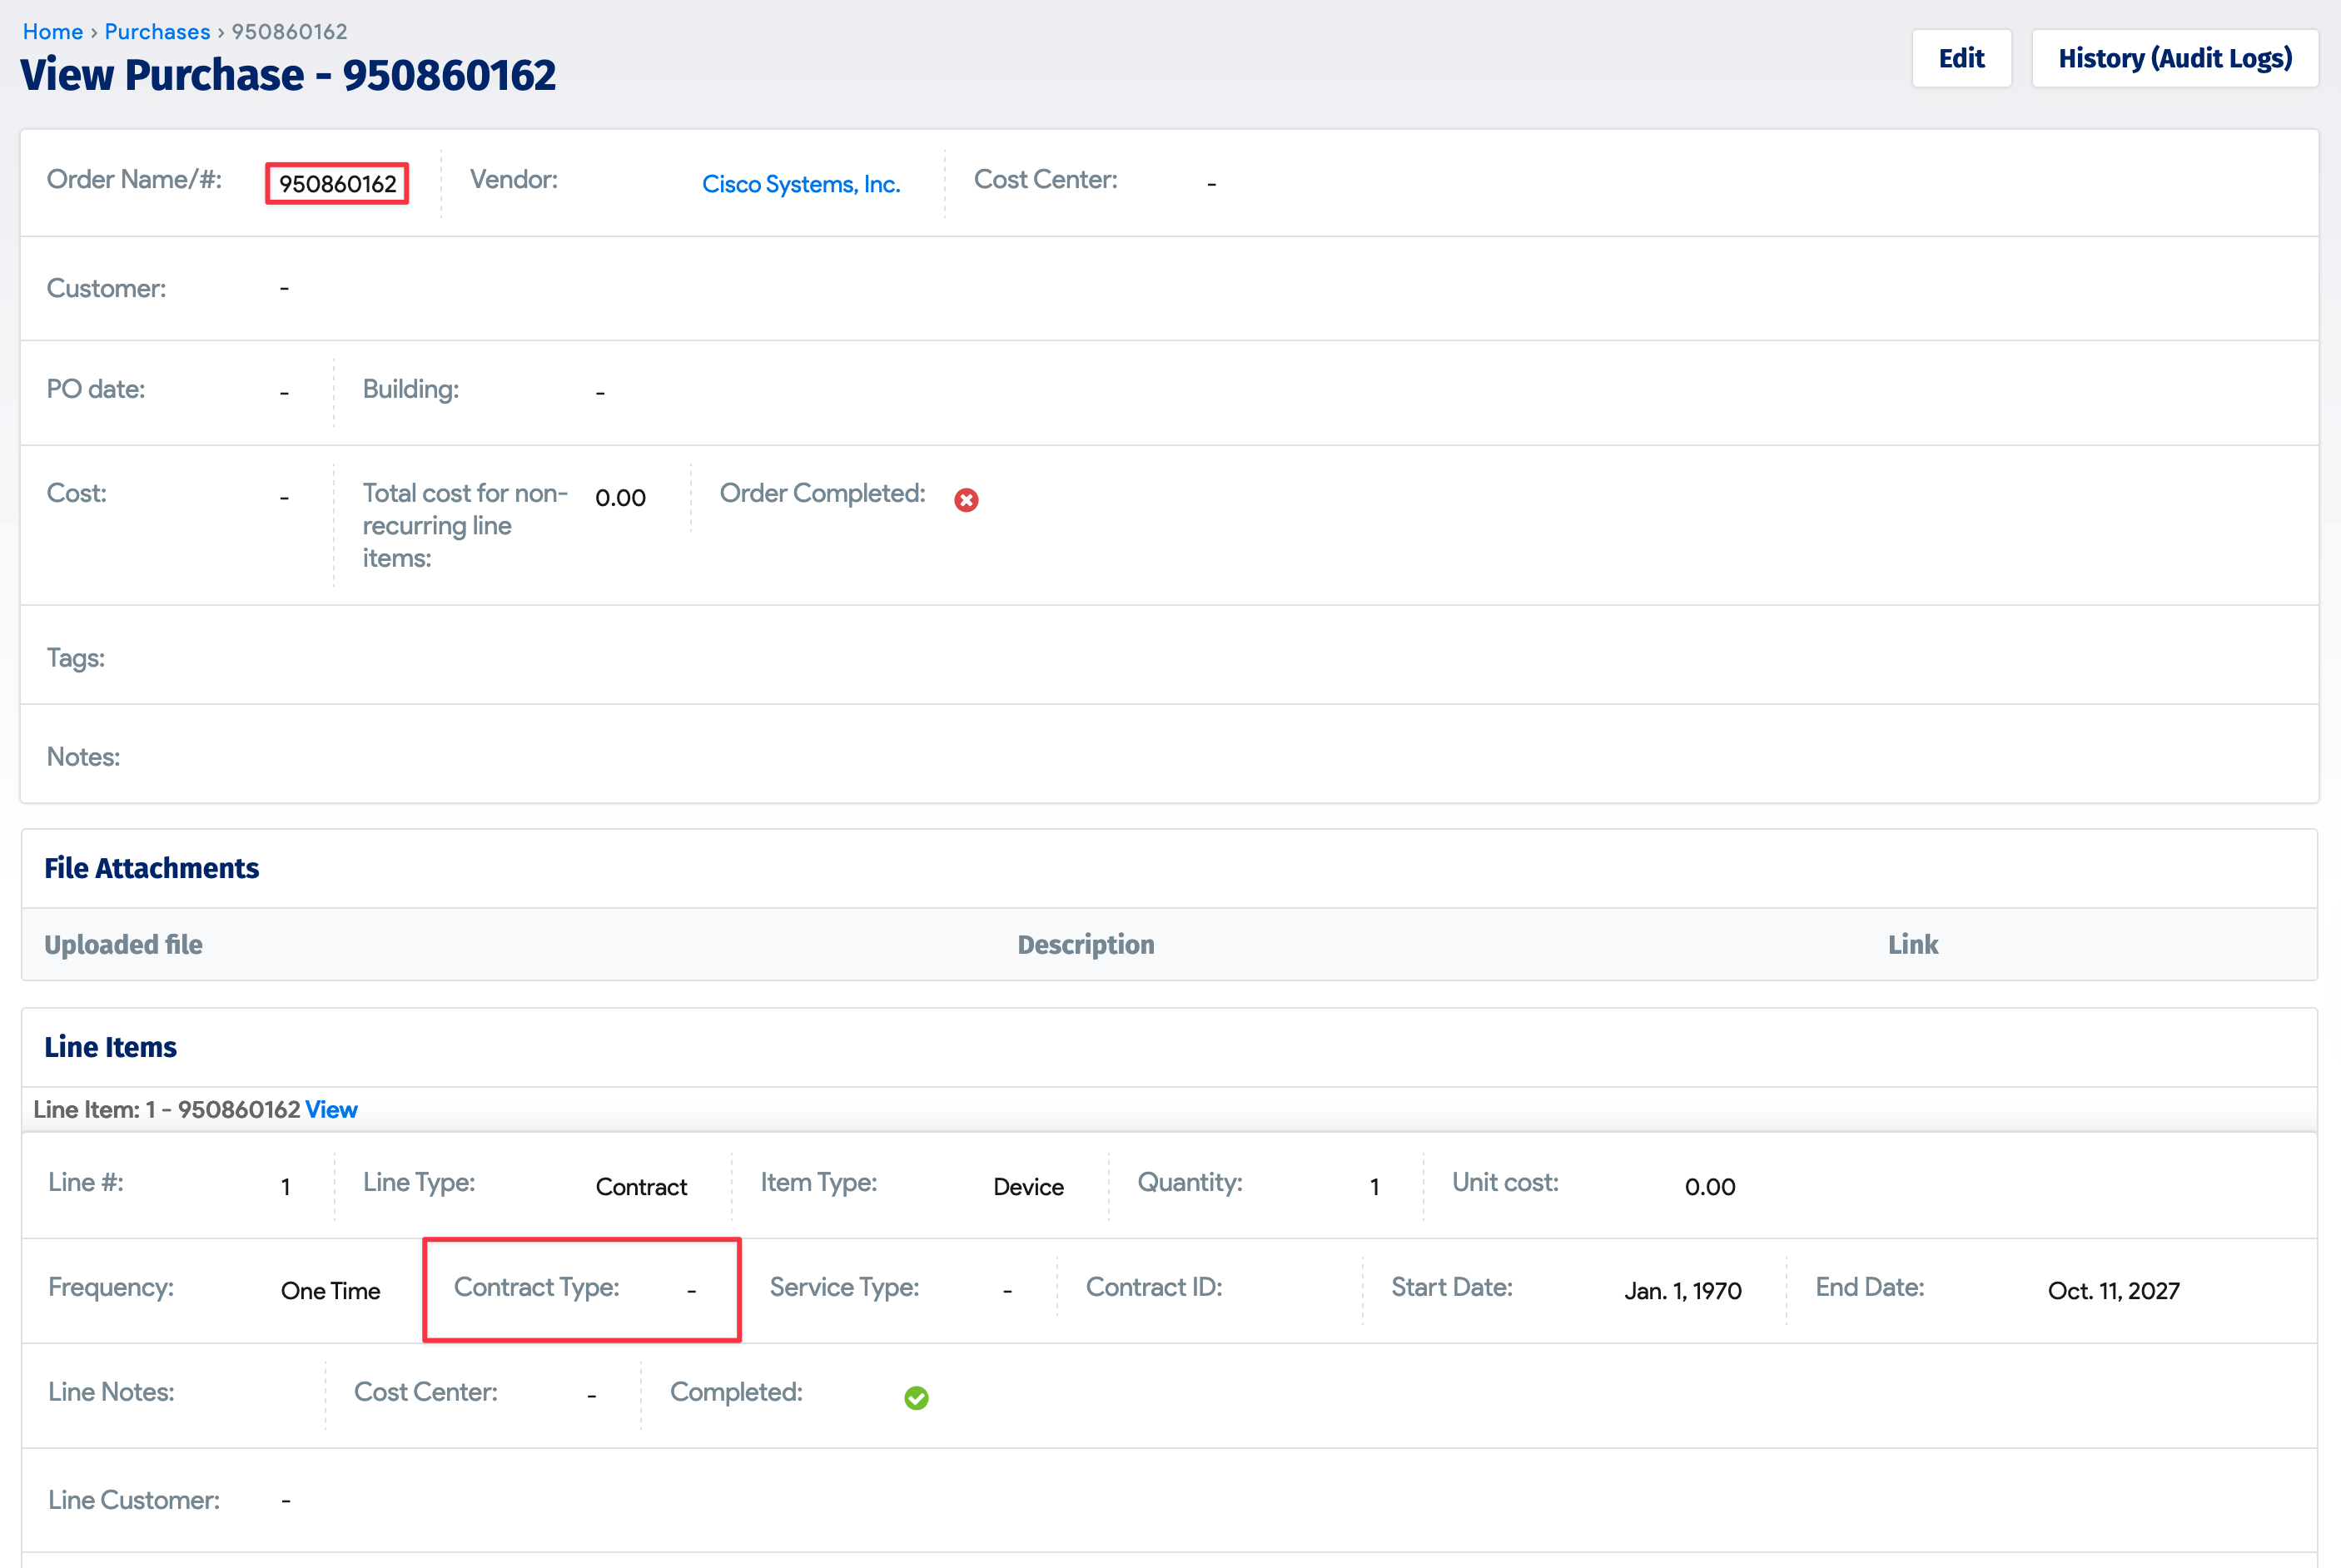 Home › Purchases › 950860162
View Purchase - 950860162
Edit
History (Audit Logs)
Order Name/#: 950860162 Vendor: Cisco Systems, Inc. Cost Center: -
Customer: -
PO date: - Building: -
Cost: - Total cost for non-recurring line items: 0.00 Order Completed:
Tags:
Notes:
File Attachments
Uploaded file Description Link
Line Items
Line Item: 1 - 950860162 View
Line #: 1 Line Type: Contract Item Type: Device Quantity: 1 Unit cost: 0.00
Frequency: One Time Contract Type: - Service Type: - Contract ID: Start Date: Jan. 1, 1970 End Date: Oct. 11, 2027
Line Notes: Cost Center: - Completed:
Line Customer: -